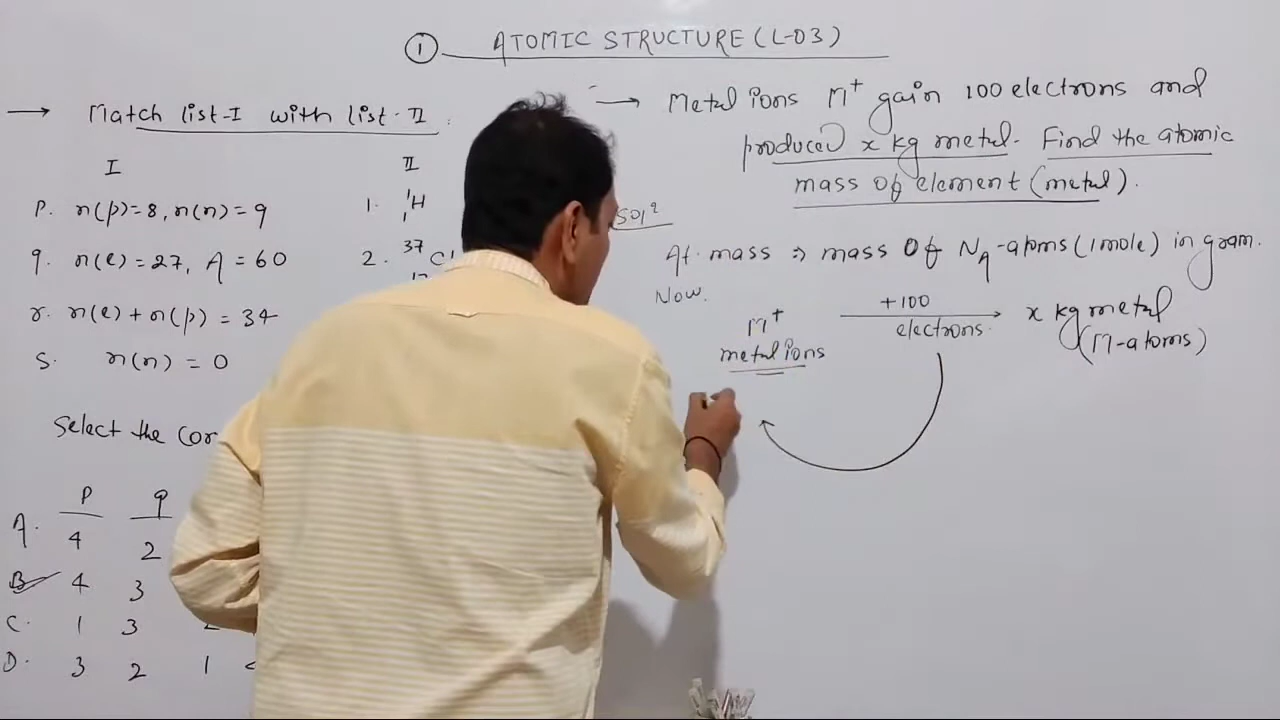 1 ATOMIC STRUCTURE (L-03)
→ Match list-I with list-II.
I II
P. n(p)=8, n(n)=9 1. ¹₁H
q. n(e)=27, A=60 2. ³⁷Cl
r. n(e)+n(p)=34
S. n(n)=0
Select the
P q
A. 4 2
B. 4 3
C. 1 3
D. 3 2 1
→ Metal ions M⁺ gain 100 electrons and
produced x kg metal. Find the atomic
mass of element (metal).
At. mass ⇒ mass of N_A-atoms (1 mole) in gram.
Now.
M⁺ +100 electrons x kg metal
metal ions (M-atoms)